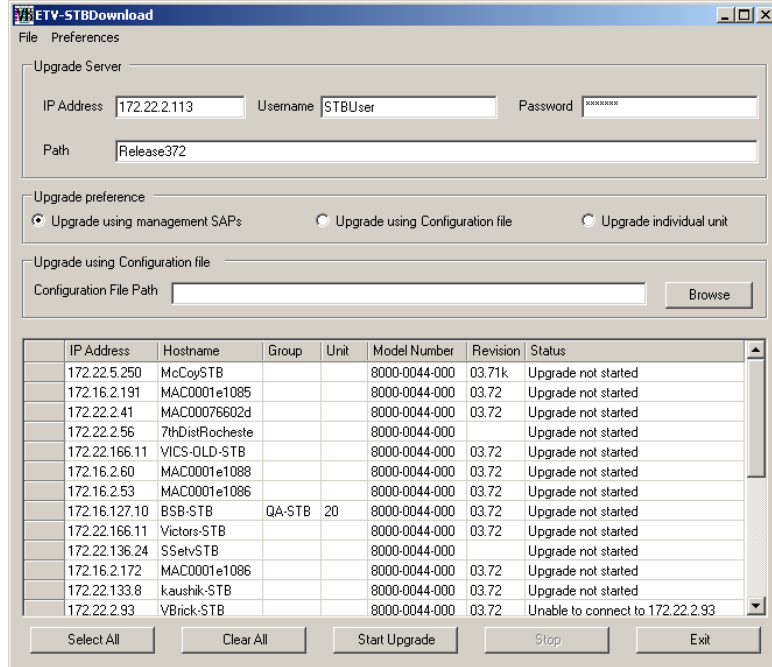 ETV-STBDownload
File Preferences
Upgrade Server
IP Address 172.22.2.113 Username STBUser Password xxxxxxx
Path Release372
Upgrade preference
Upgrade using management SAPs Upgrade using Configuration file Upgrade individual unit
Upgrade using Configuration file
Configuration File Path Browse
IP Address Hostname Group Unit Model Number Revision Status
172.22.5.250 McCoySTB 8000-0044-000 03.71k Upgrade not started
172.16.2.191 MAC0001e1085 8000-0044-000 03.72 Upgrade not started
172.22.2.41 MAC00076602d 8000-0044-000 03.72 Upgrade not started
172.22.2.56 7thDistRocheste 8000-0044-000 Upgrade not started
172.22.166.11 VICS-OLD-STB 8000-0044-000 03.72 Upgrade not started
172.16.2.60 MAC0001e1088 8000-0044-000 03.72 Upgrade not started
172.16.2.53 MAC0001e1086 8000-0044-000 03.72 Upgrade not started
172.16.127.10 BSB-STB QA-STB 20 8000-0044-000 03.72 Upgrade not started
172.22.166.11 Victors-STB 8000-0044-000 03.72 Upgrade not started
172.22.136.24 SSetvSTB 8000-0044-000 Upgrade not started
172.16.2.172 MAC0001e1086 8000-0044-000 03.72 Upgrade not started
172.22.133.8 kaushik-STB 8000-0044-000 03.72 Upgrade not started
172.22.2.93 VBrick-STB 8000-0044-000 03.72 Unable to connect to 172.22.2.93
Select All Clear All Start Upgrade Stop Exit